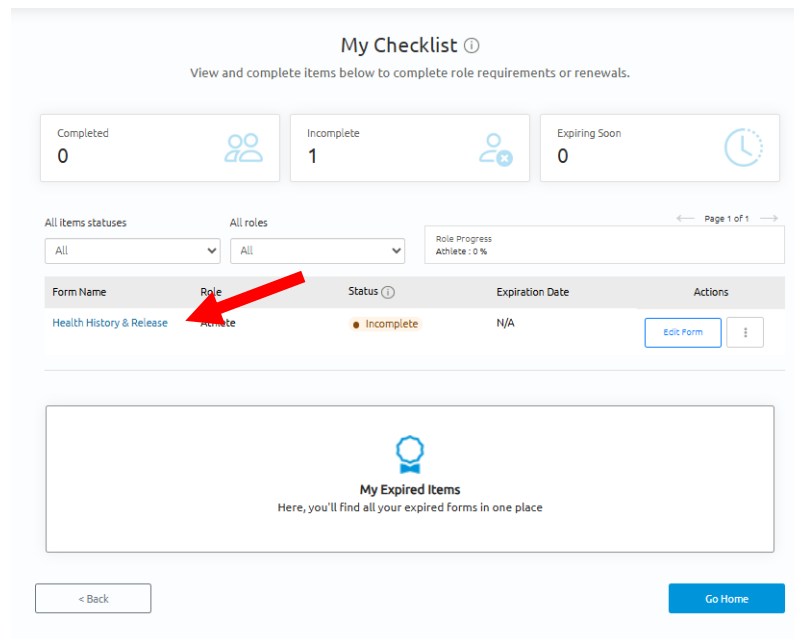 My Checklist
View and complete items below to complete role requirements or renewals.
Completed
0
Incomplete
1
Expiring Soon
0
All items statuses
All
All roles
All
Page 1 of 1
Role Progress
Athlete : 0 %
Form Name Role Status Expiration Date Actions
Health History & Release Athlete Incomplete N/A Edit Form
My Expired Items
Here, you'll find all your expired forms in one place
< Back
Go Home